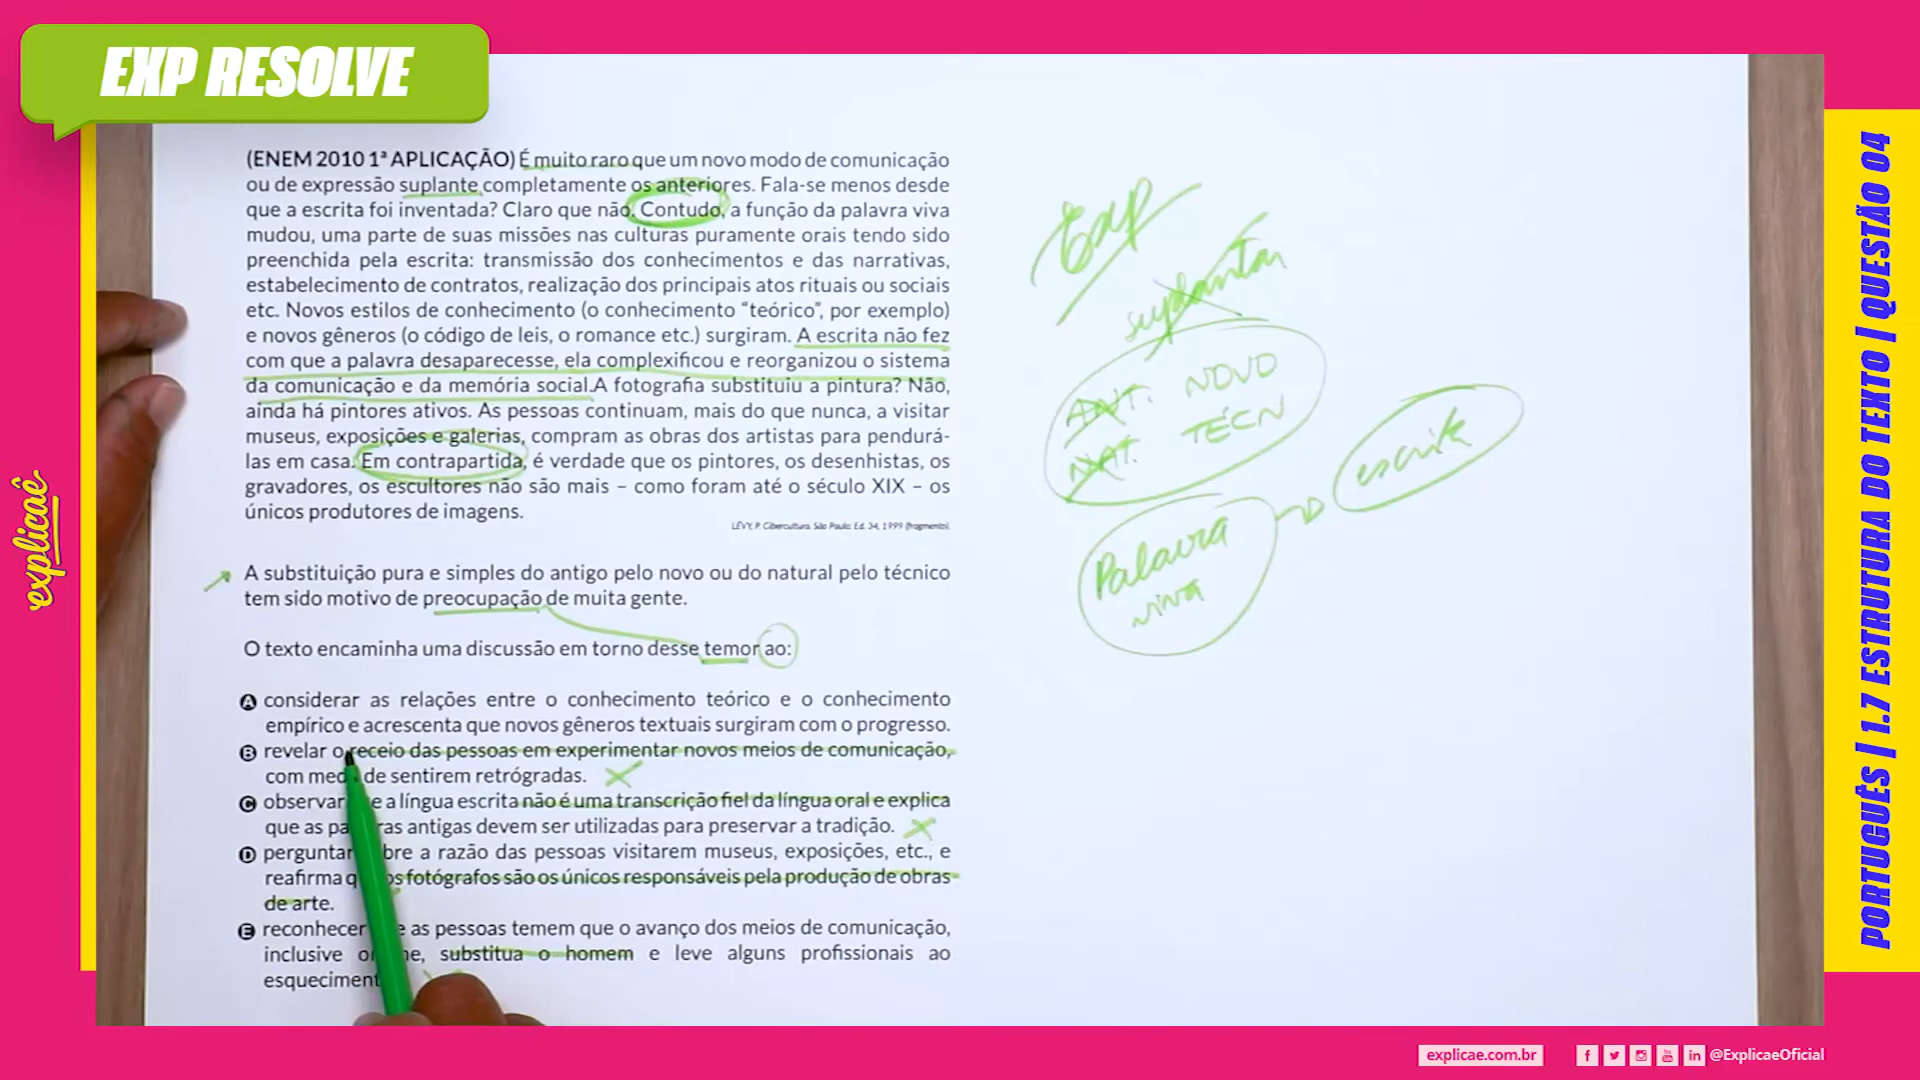 EXP RESOLVE
(ENEM 2010 1ª APLICAÇÃO) É muito raro que um novo modo de comunicação
ou de expressão suplante completamente os anteriores. Fala-se menos desde
que a escrita foi inventada? Claro que não. Contudo, a função da palavra viva
mudou, uma parte de suas missões nas culturas puramente orais tendo sido
preenchida pela escrita: transmissão dos conhecimentos e das narrativas,
estabelecimento de contratos, realização dos principais atos rituais ou sociais
etc. Novos estilos de conhecimento (o conhecimento “teórico”, por exemplo)
e novos gêneros (o código de leis, o romance etc.) surgiram. A escrita não fez
com que a palavra desaparecesse, ela complexificou e reorganizou o sistema
da comunicação e da memória social.A fotografia substituiu a pintura? Não,
ainda há pintores ativos. As pessoas continuam, mais do que nunca, a visitar
museus, exposições e galerias, compram as obras dos artistas para pendurá-
las em casa. Em contrapartida, é verdade que os pintores, os desenhistas, os
gravadores, os escultores não são mais – como foram até o século XIX – os
únicos produtores de imagens.
LÉVY, P. Cibercultura. São Paulo: Ed. 34, 1999 (fragmento).
A substituição pura e simples do antigo pelo novo ou do natural pelo técnico
tem sido motivo de preocupação de muita gente.
O texto encaminha uma discussão em torno desse temor ao:
A considerar as relações entre o conhecimento teórico e o conhecimento
empírico e acrescenta que novos gêneros textuais surgiram com o progresso.
B revelar o receio das pessoas em experimentar novos meios de comunicação,
com de sentirem retrógradas.
C observar a língua escrita não é uma transcrição fiel da língua oral e explica
que as antigas devem ser utilizadas para preservar a tradição.
D perguntar a razão das pessoas visitarem museus, exposições, etc., e
reafirma os fotógrafos são os únicos responsáveis pela produção de obras
de arte.
E reconhecer as pessoas temem que o avanço dos meios de comunicação,
inclusive substitua o homem e leve alguns profissionais ao
Exp
suplantar
ANT. NOVO
NAT. TÉCN
escrita
Palavra
viva
explicaê
PORTUGUÊS | 1.7 ESTRUTURA DO TEXTO | QUESTÃO 04
explicae.com.br
@ExplicaeOficial